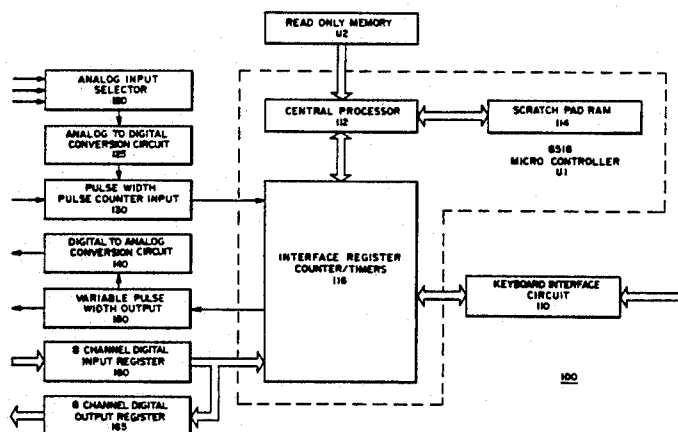 READ ONLY MEMORY
U2
ANALOG INPUT
SELECTOR
CENTRAL PROCESSOR
112
SCRATCH PAD RAM
114
MICRO CONTROLLER
U1
ANALOG TO DIGITAL
CONVERSION CIRCUIT
125
PULSE WIDTH
PULSE COUNTER INPUT
130
DIGITAL TO ANALOG
CONVERSION CIRCUIT
140
VARIABLE PULSE
WIDTH OUTPUT
INTERFACE REGISTER
COUNTER/TIMERS
116
KEYBOARD INTERFACE
CIRCUIT
110
8 CHANNEL DIGITAL
INPUT REGISTER
160
8 CHANNEL DIGITAL
OUTPUT REGISTER
165
100